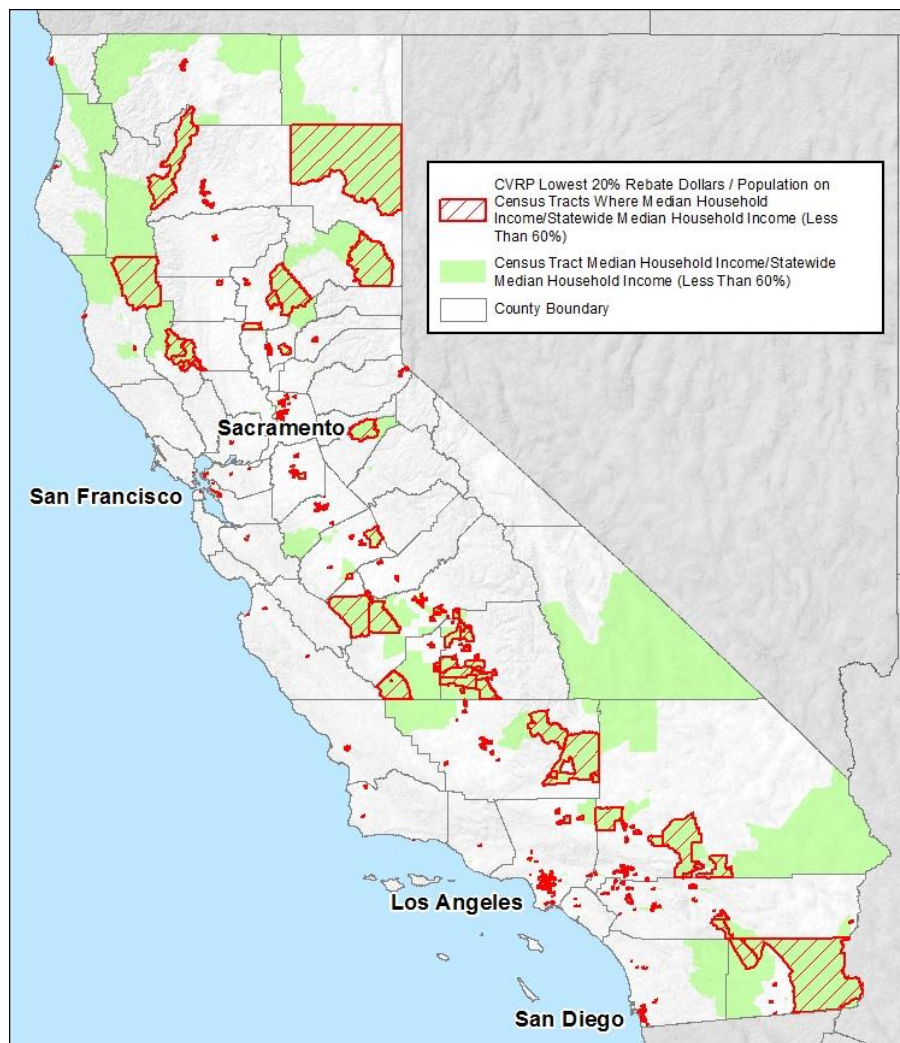 CVRP Lowest 20% Rebate Dollars / Population on
Census Tracts Where Median Household
Income/Statewide Median Household Income (Less
Than 60%)
Census Tract Median Household Income/Statewide
Median Household Income (Less Than 60%)
County Boundary
Sacramento
San Francisco
Los Angeles
San Diego